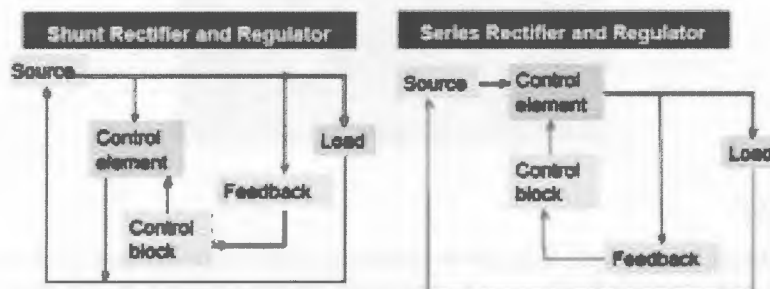 Shunt Rectifier and Regulator
Source
Control
element
Load
Feedback
Control
block
Series Rectifier and Regulator
Source
Control
element
Load
Control
block
Feedback